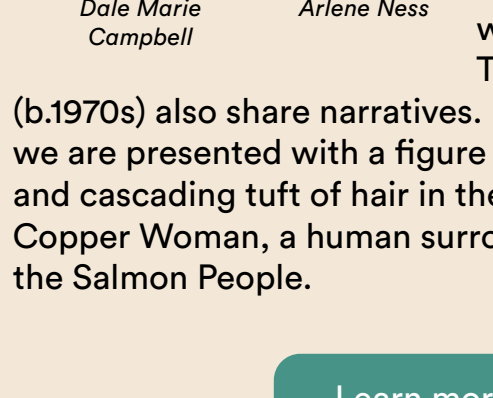 Dale Marie Arlene Ness
Campbell
(b.1970s) also share narratives.
we are presented with a figure
and cascading tuft of hair in the
Copper Woman, a human surro
the Salmon People.
Learn mor